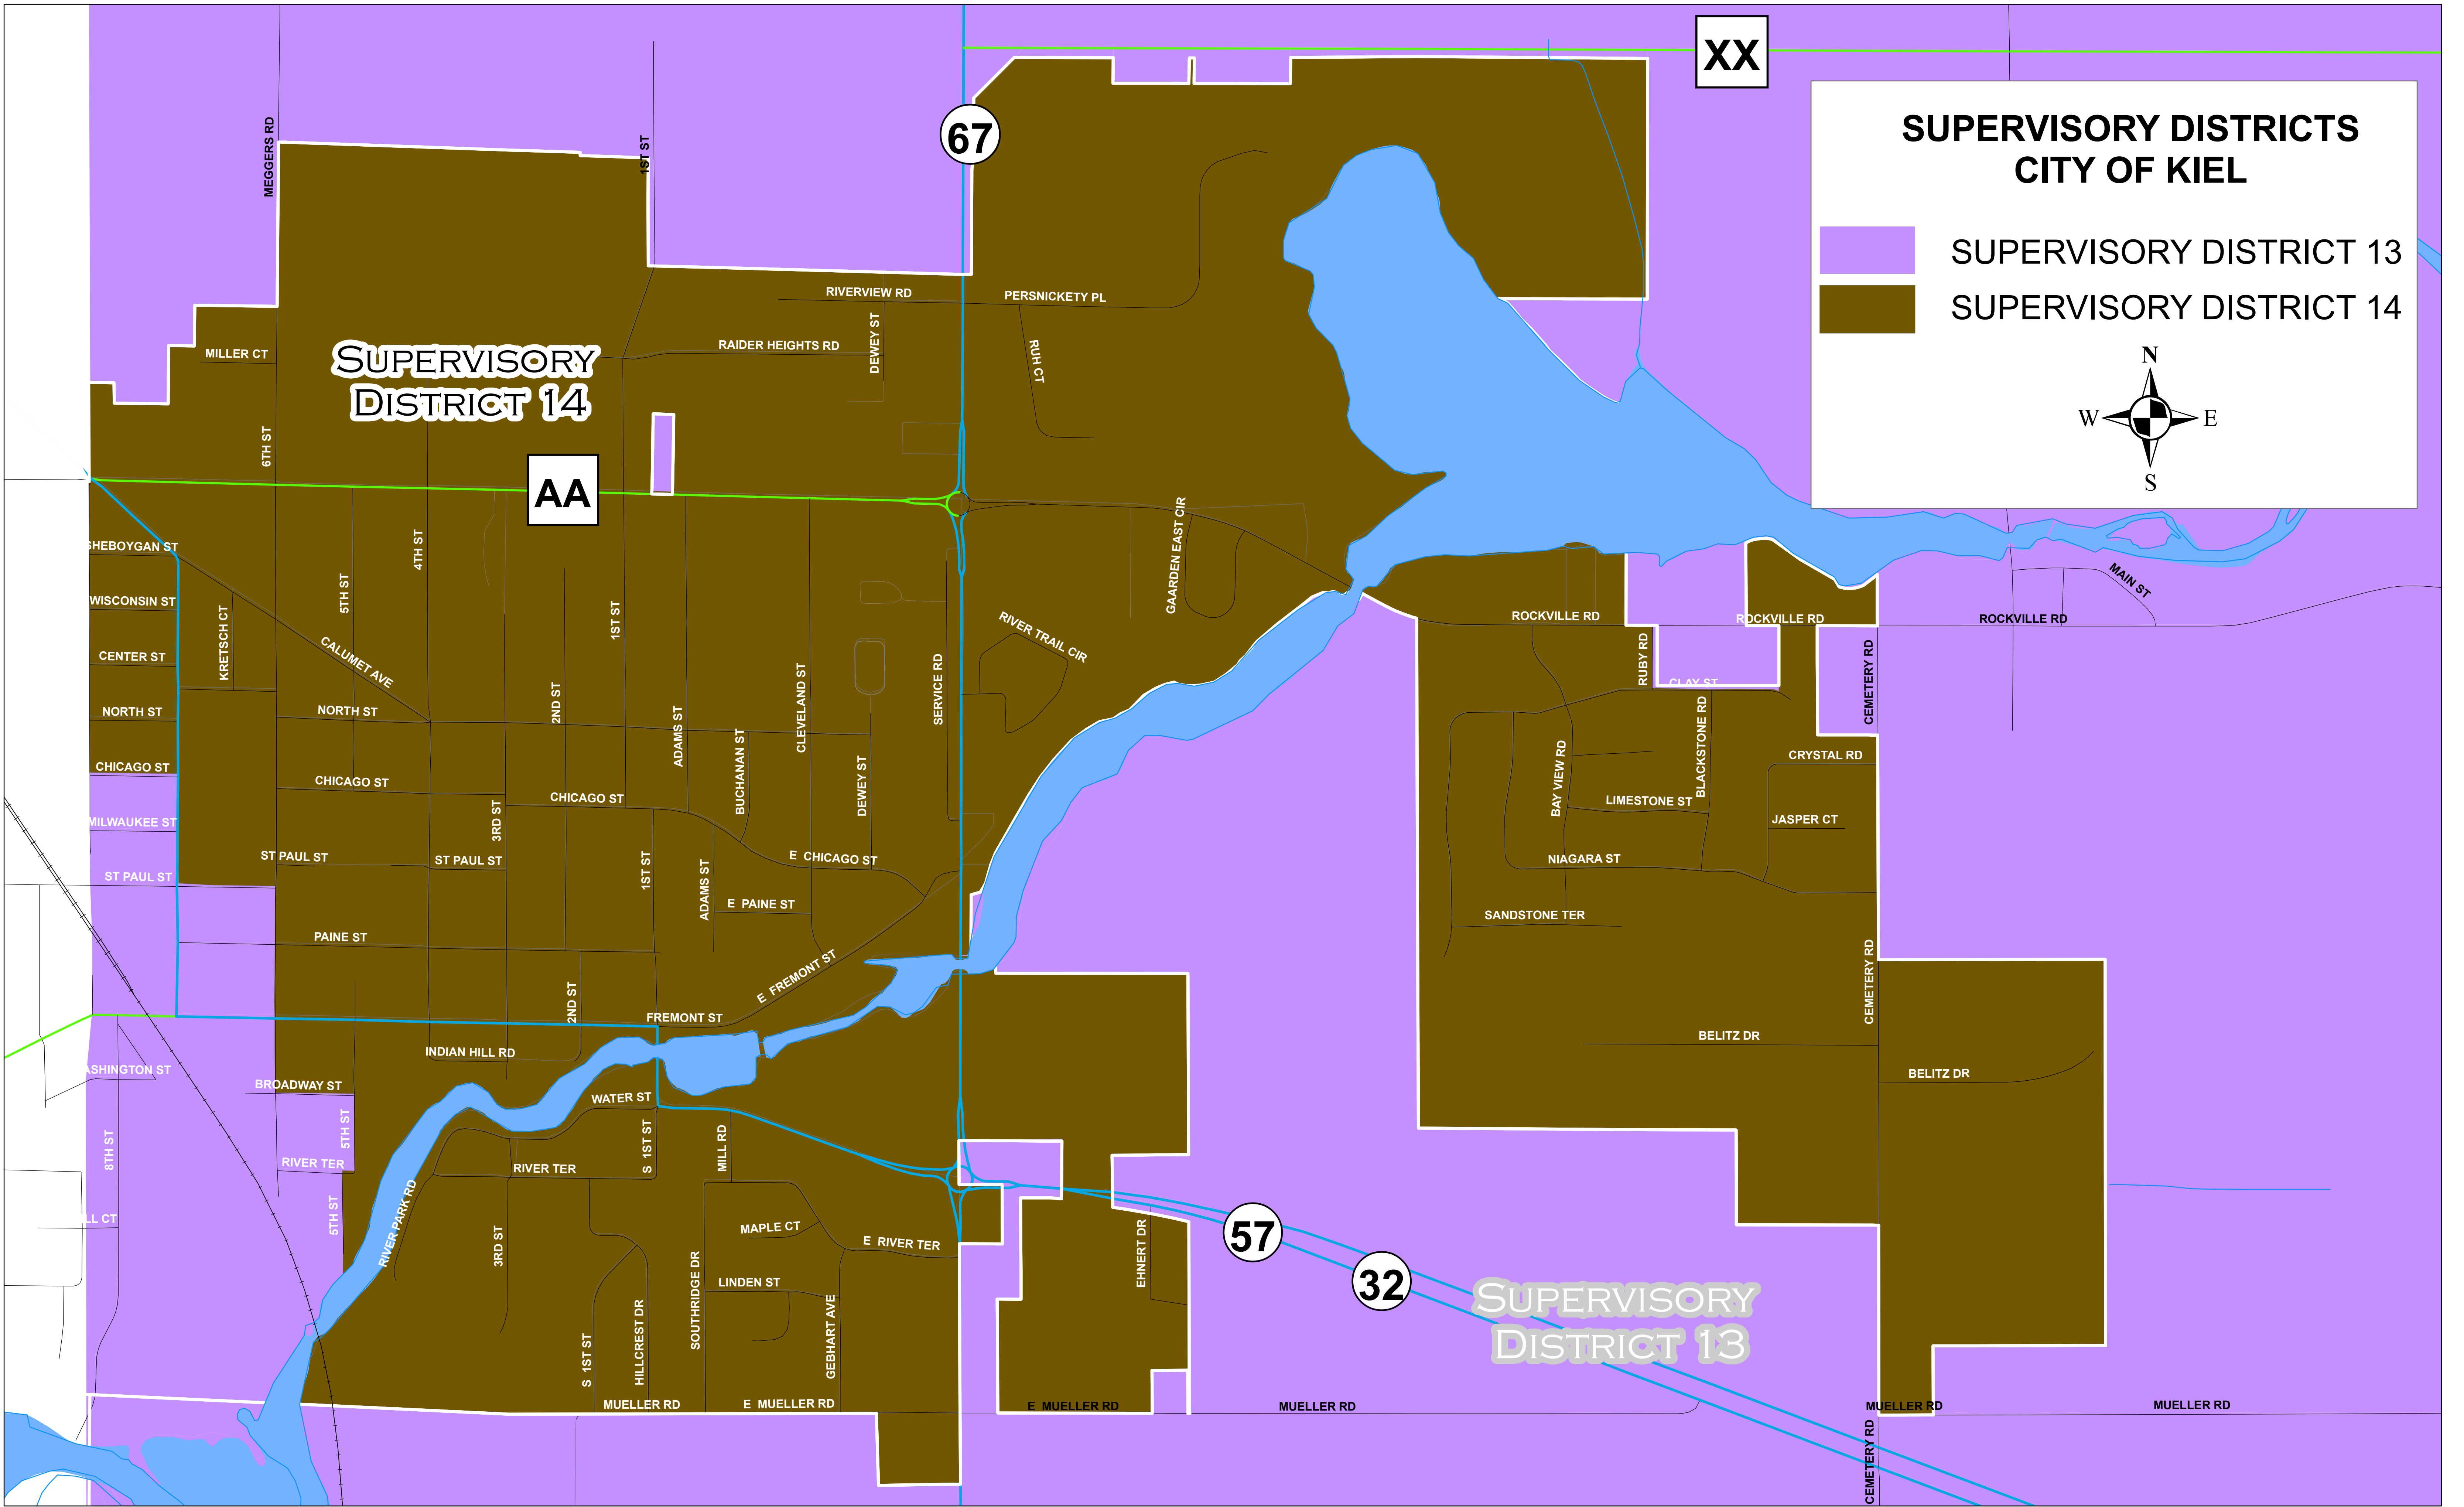 XX
67
SUPERVISORY DISTRICTS
CITY OF KIEL
SUPERVISORY DISTRICT 13
SUPERVISORY DISTRICT 14
N
W
E
S
MEGGERS RD
1ST ST
RIVERVIEW RD
PERSNICKETY PL
MILLER CT
RAIDER HEIGHTS RD
DEWEY ST
RUH CT
SUPERVISORY
DISTRICT 14
6TH ST
AA
4TH ST
SHEBOYGAN ST
5TH ST
GAARDEN EAST CIR
WISCONSIN ST
KRETSCH CT
1ST ST
MAIN ST
CENTER ST
CALUMET AVE
RIVER TRAIL CIR
ROCKVILLE RD
ROCKVILLE RD
ROCKVILLE RD
RUBY RD
CLAY ST
CEMETERY RD
NORTH ST
NORTH ST
2ND ST
ADAMS ST
CLEVELAND ST
SERVICE RD
BUCHANAN ST
DEWEY ST
BAY VIEW RD
BLACKSTONE RD
CRYSTAL RD
CHICAGO ST
CHICAGO ST
CHICAGO ST
LIMESTONE ST
JASPER CT
MILWAUKEE ST
3RD ST
ST PAUL ST
ST PAUL ST
E CHICAGO ST
NIAGARA ST
ST PAUL ST
1ST ST
ADAMS ST
E PAINE ST
SANDSTONE TER
PAINE ST
E FREMONT ST
CEMETERY RD
2ND ST
FREMONT ST
INDIAN HILL RD
BELITZ DR
BELITZ DR
ASHINGTON ST
BROADWAY ST
WATER ST
8TH ST
5TH ST
RIVER TER
RIVER TER
S 1ST ST
MILL RD
LL CT
5TH ST
RIVER PARK RD
3RD ST
MAPLE CT
E RIVER TER
EHNERT DR
57
32
LINDEN ST
SOUTHRIDGE DR
HILLCREST DR
GEBHART AVE
S 1ST ST
SUPERVISORY
DISTRICT 13
MUELLER RD
E MUELLER RD
E MUELLER RD
MUELLER RD
MUELLER RD
MUELLER RD
CEMETERY RD